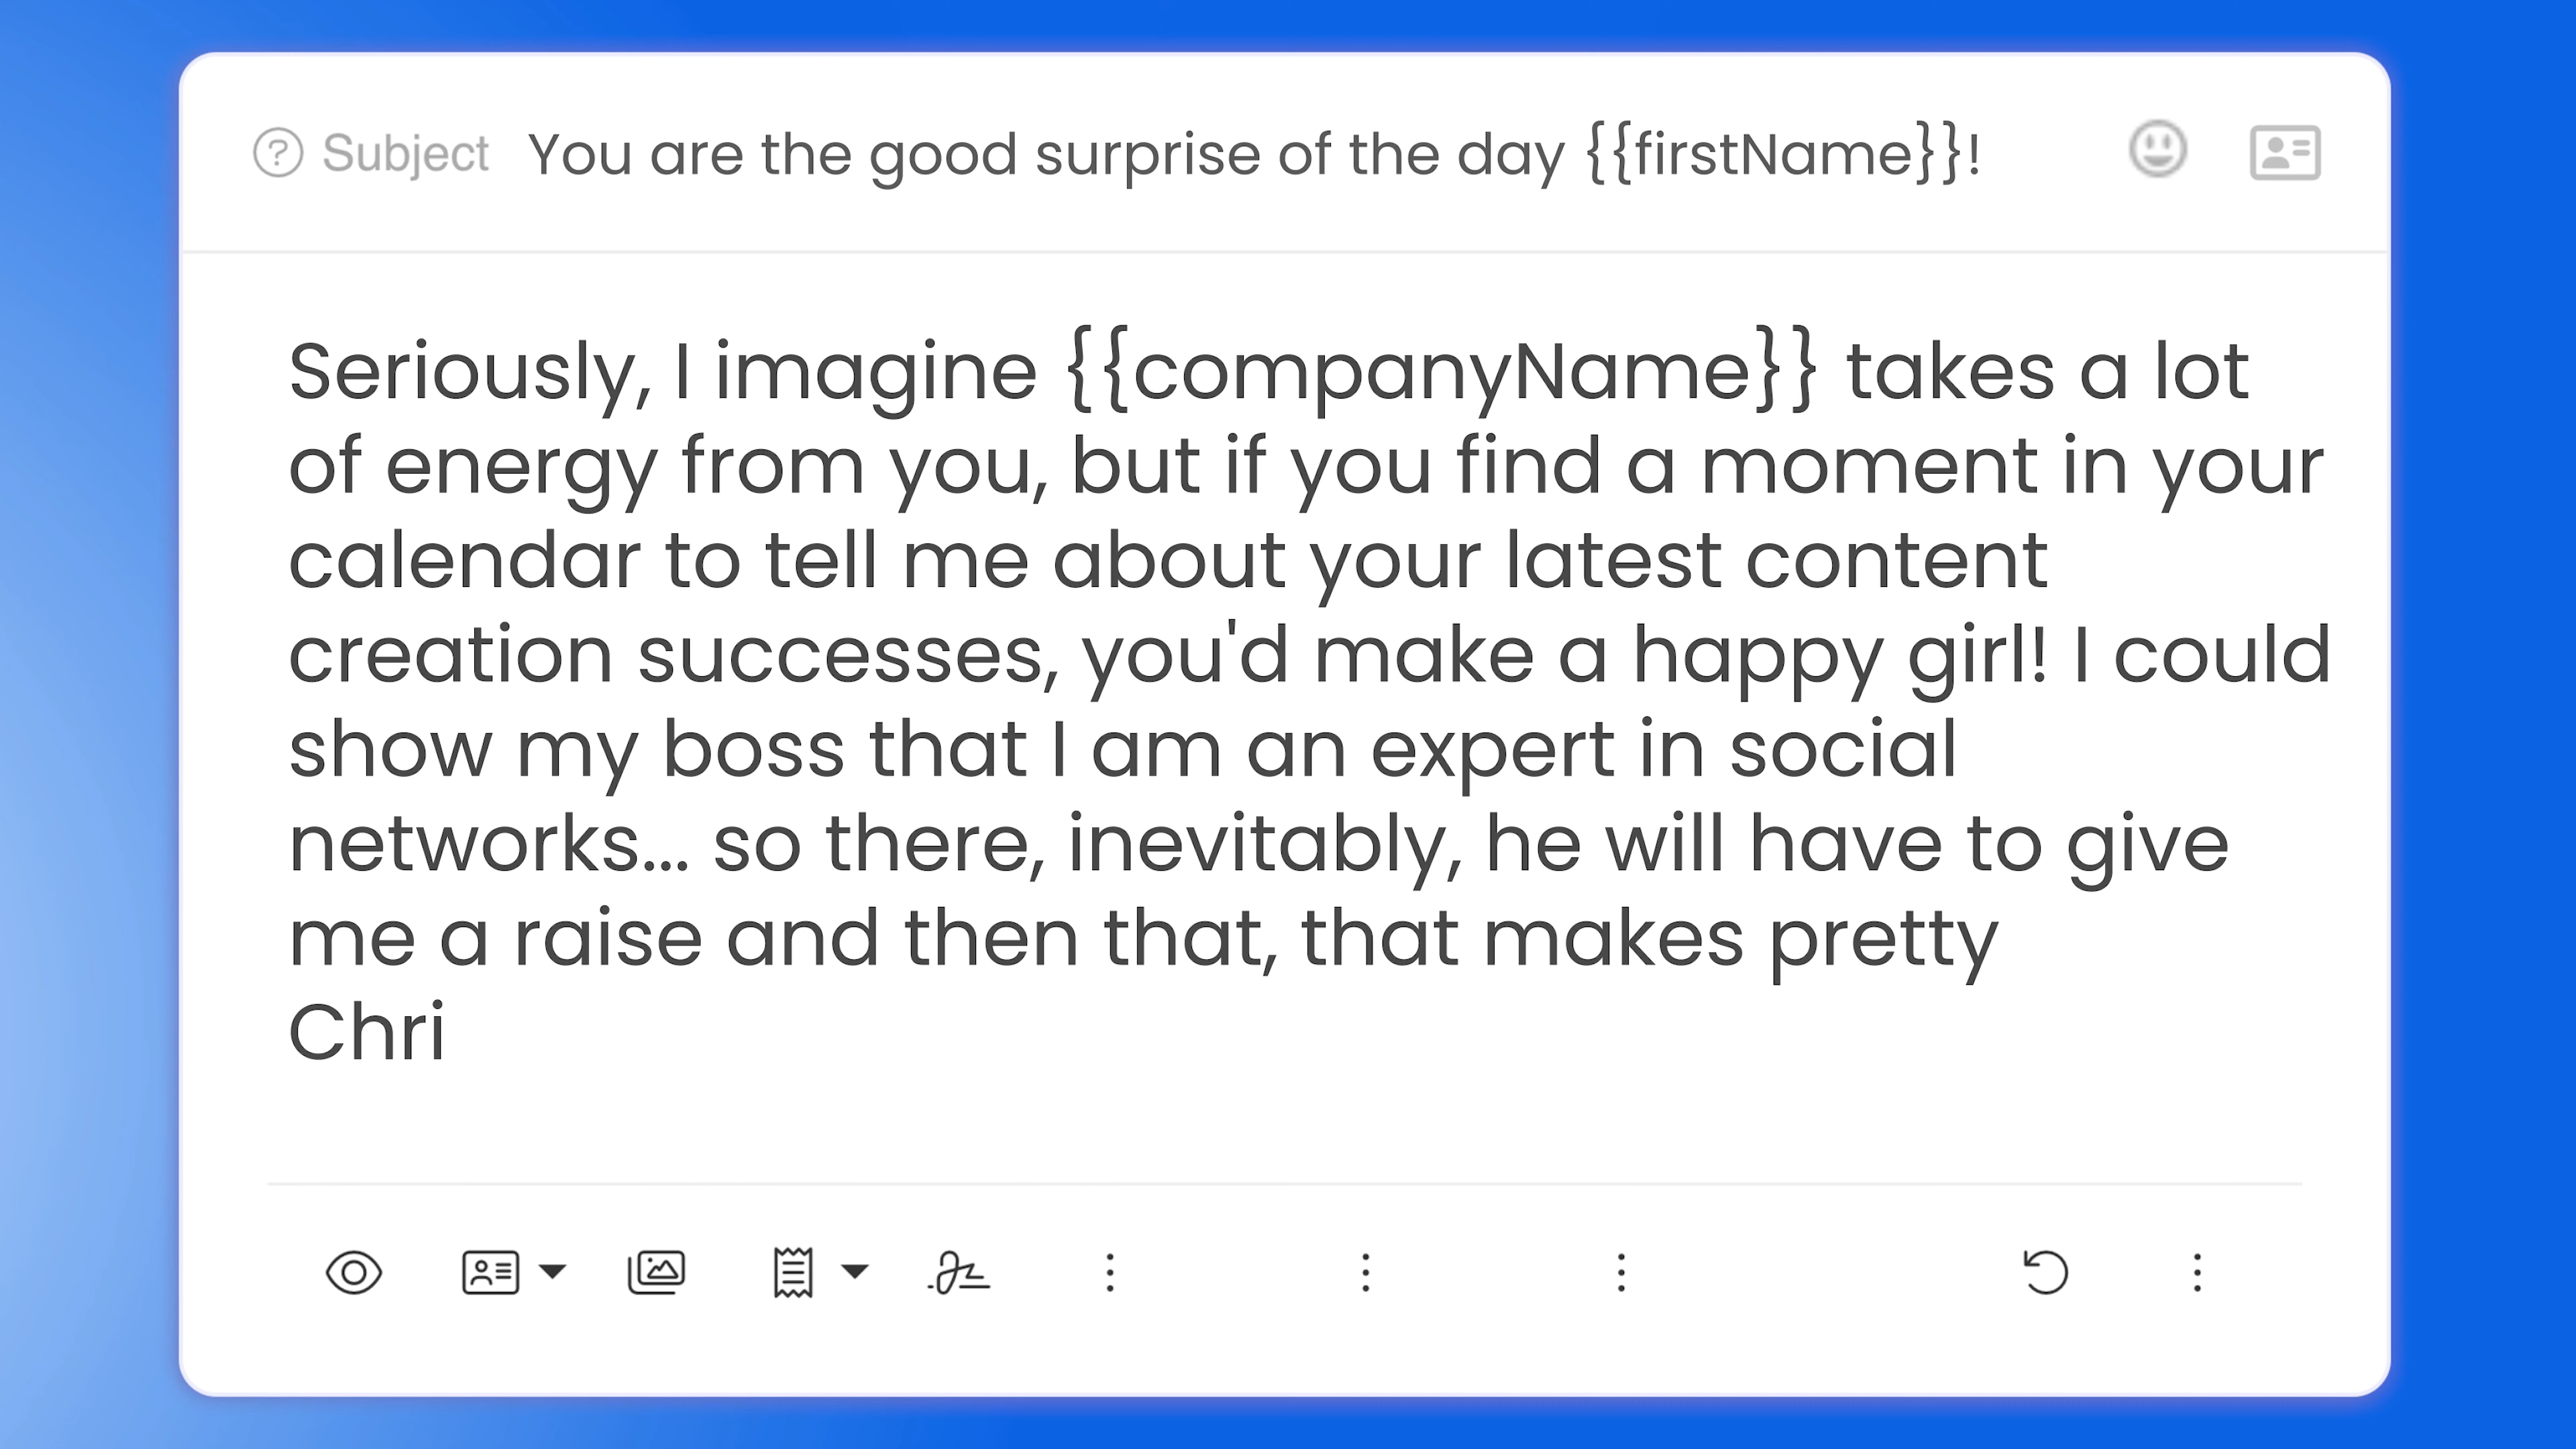 Subject You are the good surprise of the day {{firstName}}!
Seriously, I imagine {{companyName}} takes a lot
of energy from you, but if you find a moment in your
calendar to tell me about your latest content
creation successes, you'd make a happy girl! I could
show my boss that I am an expert in social
networks... so there, inevitably, he will have to give
me a raise and then that, that makes pretty
Chri